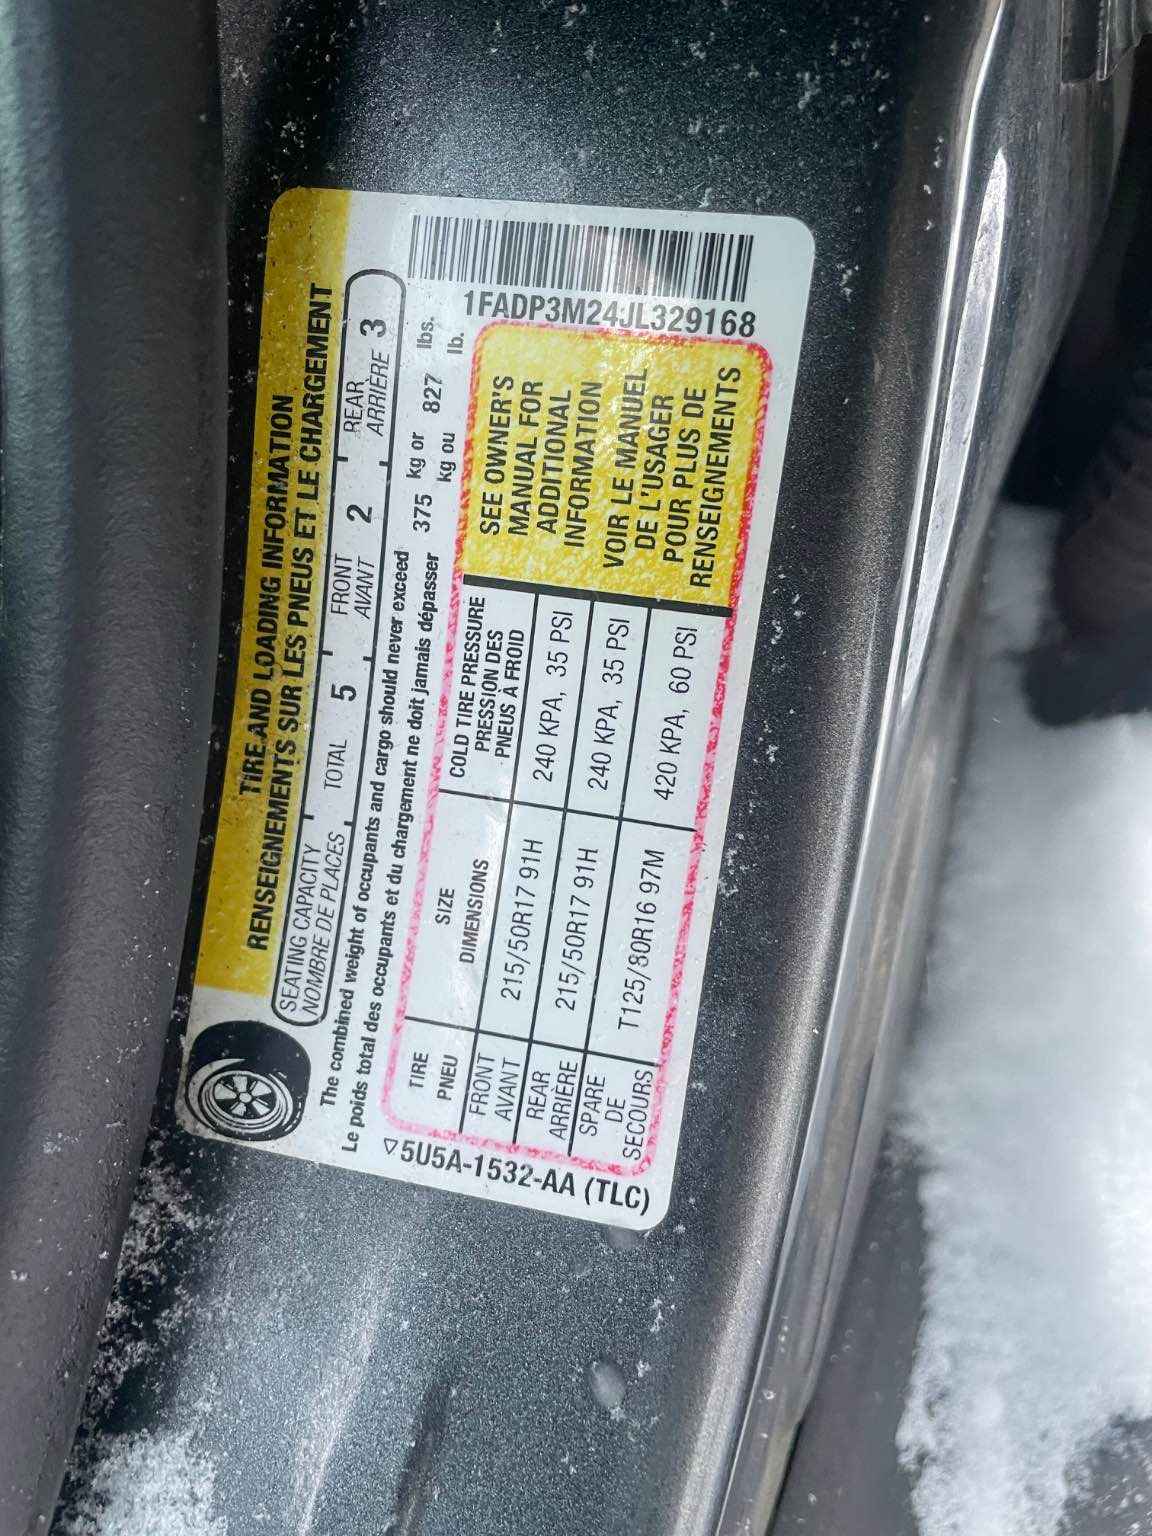 TIRE AND LOADING INFORMATION
RENSEIGNEMENTS SUR LES PNEUS ET LE CHARGEMENT
SEATING CAPACITY
NOMBRE DE PLACES
TOTAL 5
FRONT
AVANT 2
REAR
ARRIÈRE 3
The combined weight of occupants and cargo should never exceed 375 kg or 827 lbs.
Le poids total des occupants et du chargement ne doit jamais dépasser kg ou lb.
TIRE
PNEU
SIZE
DIMENSIONS
COLD TIRE PRESSURE
PRESSION DES
PNEUS À FROID
FRONT
AVANT
215/50R17 91H
240 KPA, 35 PSI
REAR
ARRIÈRE
215/50R17 91H
240 KPA, 35 PSI
SPARE
DE
SECOURS
T125/80R16 97M
420 KPA, 60 PSI
SEE OWNER'S
MANUAL FOR
ADDITIONAL
INFORMATION
VOIR LE MANUEL
DE L'USAGER
POUR PLUS DE
RENSEIGNEMENTS
1FADP3M24JL329168
5U5A-1532-AA (TLC)